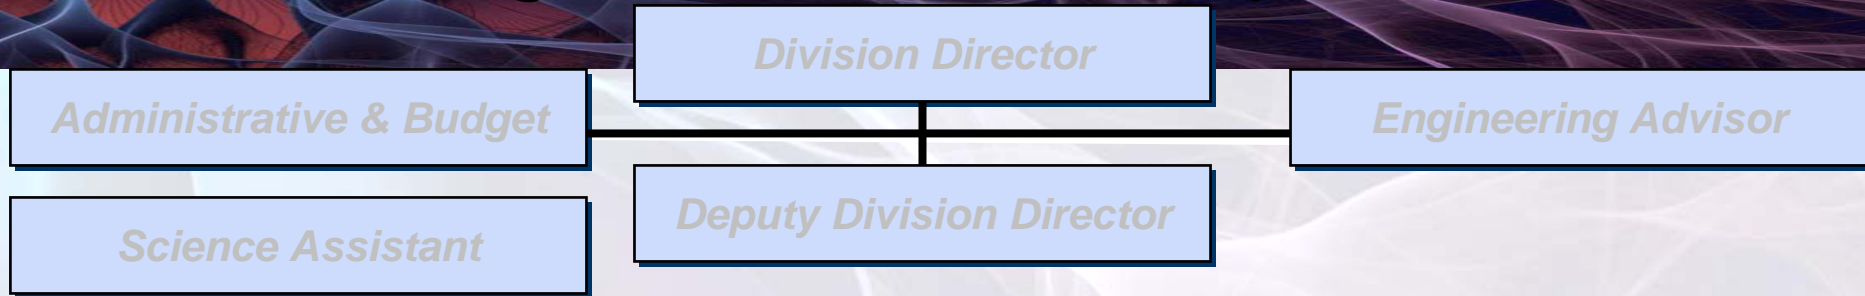 Division Director
Administrative & Budget
Engineering Advisor
Deputy Division Director
Science Assistant